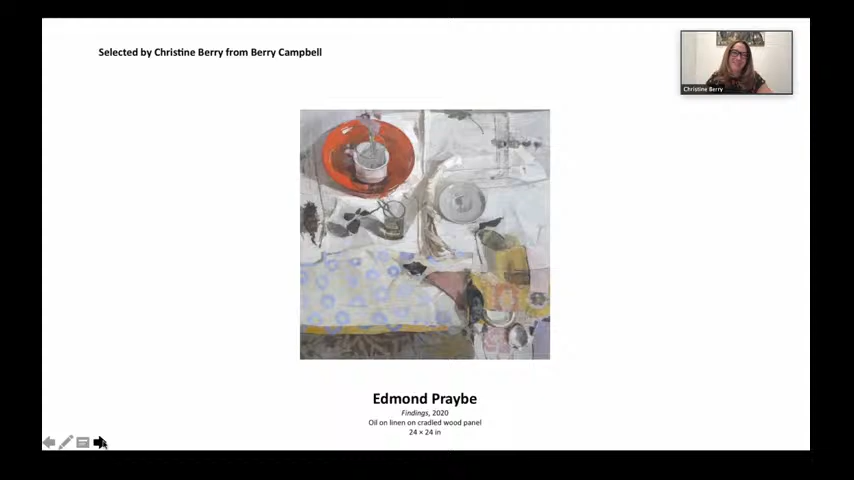 Selected by Christine Berry from Berry Campbell
Christine Berry
Edmond Praybe
Findings, 2020
Oil on linen on cradled wood panel
24 × 24 in